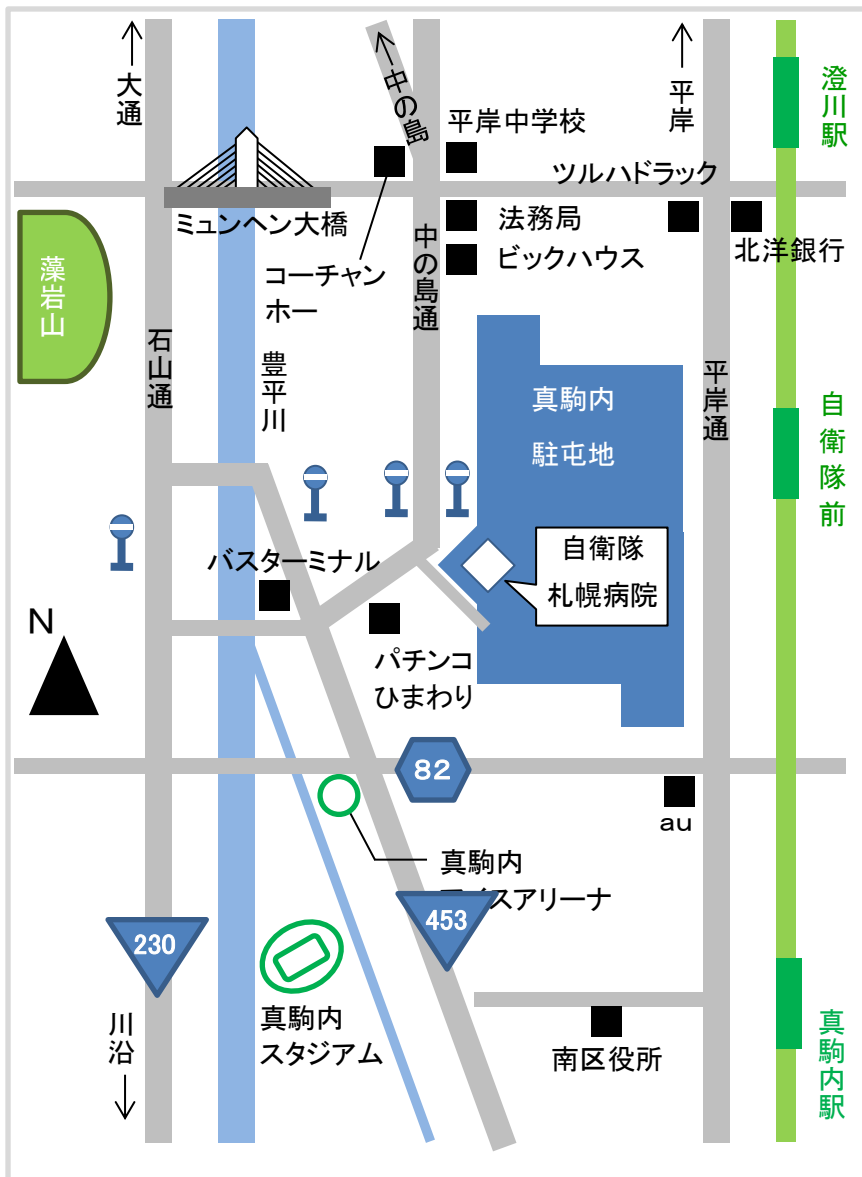 大通
中の島
平岸
澄川駅
平岸中学校
ツルハドラック
ミュンヘン大橋
法務局
北洋銀行
コーチャン
ホー
中の島通
ビックハウス
藻岩山
石山通
豊平川
平岸通
真駒内
駐屯地
自衛隊前
バスターミナル
自衛隊
札幌病院
N
パチンコ
ひまわり
82
au
真駒内
アイスアリーナ
230
453
真駒内
スタジアム
川沿
南区役所
真駒内駅